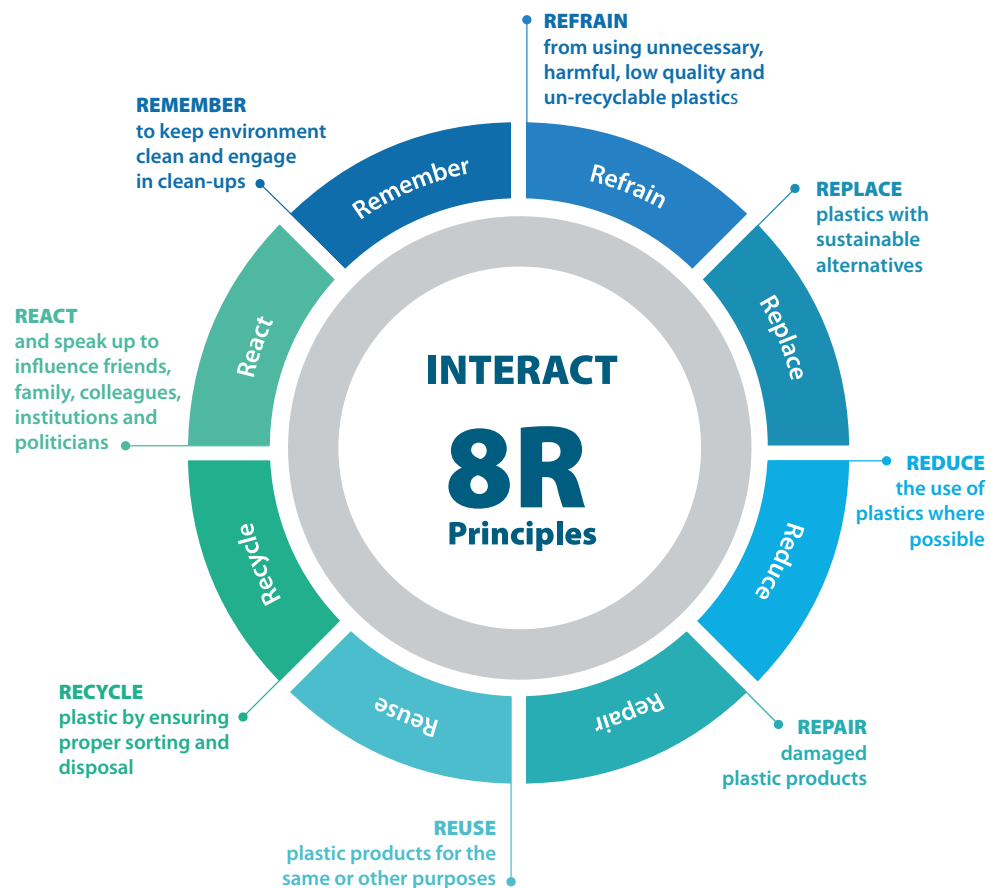 REFRAIN
from using unnecessary,
harmful, low quality and
un-recyclable plastics
REMEMBER
to keep environment
clean and engage
in clean-ups
Remember
Refrain
REPLACE
plastics with
sustainable
alternatives
REACT
and speak up to
influence friends,
family, colleagues,
institutions and
politicians
React
Replace
INTERACT
8R
Principles
REDUCE
the use of
plastics where
possible
Recycle
Reduce
RECYCLE
plastic by ensuring
proper sorting and
disposal
Reuse
Repair
REPAIR
damaged
plastic products
REUSE
plastic products for the
same or other purposes